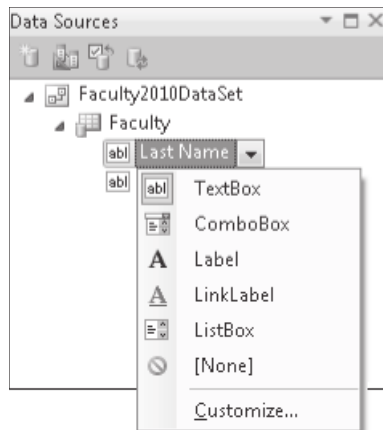 Data Sources
Faculty2010DataSet
Faculty
abl Last Name
abl
abl TextBox
ComboBox
A Label
A LinkLabel
ListBox
[None]
Customize...